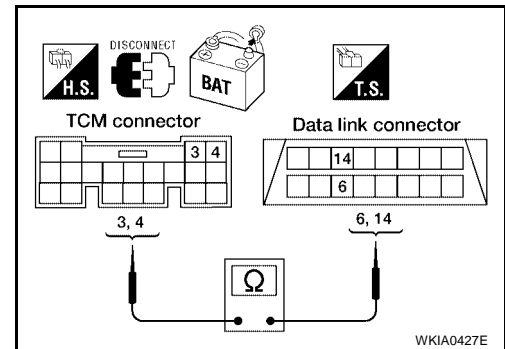 DISCONNECT
H.S.
BAT
T.S.
TCM connector
Data link connector
3 4
14
6
3, 4
6, 14
Ω
WKIA0427E